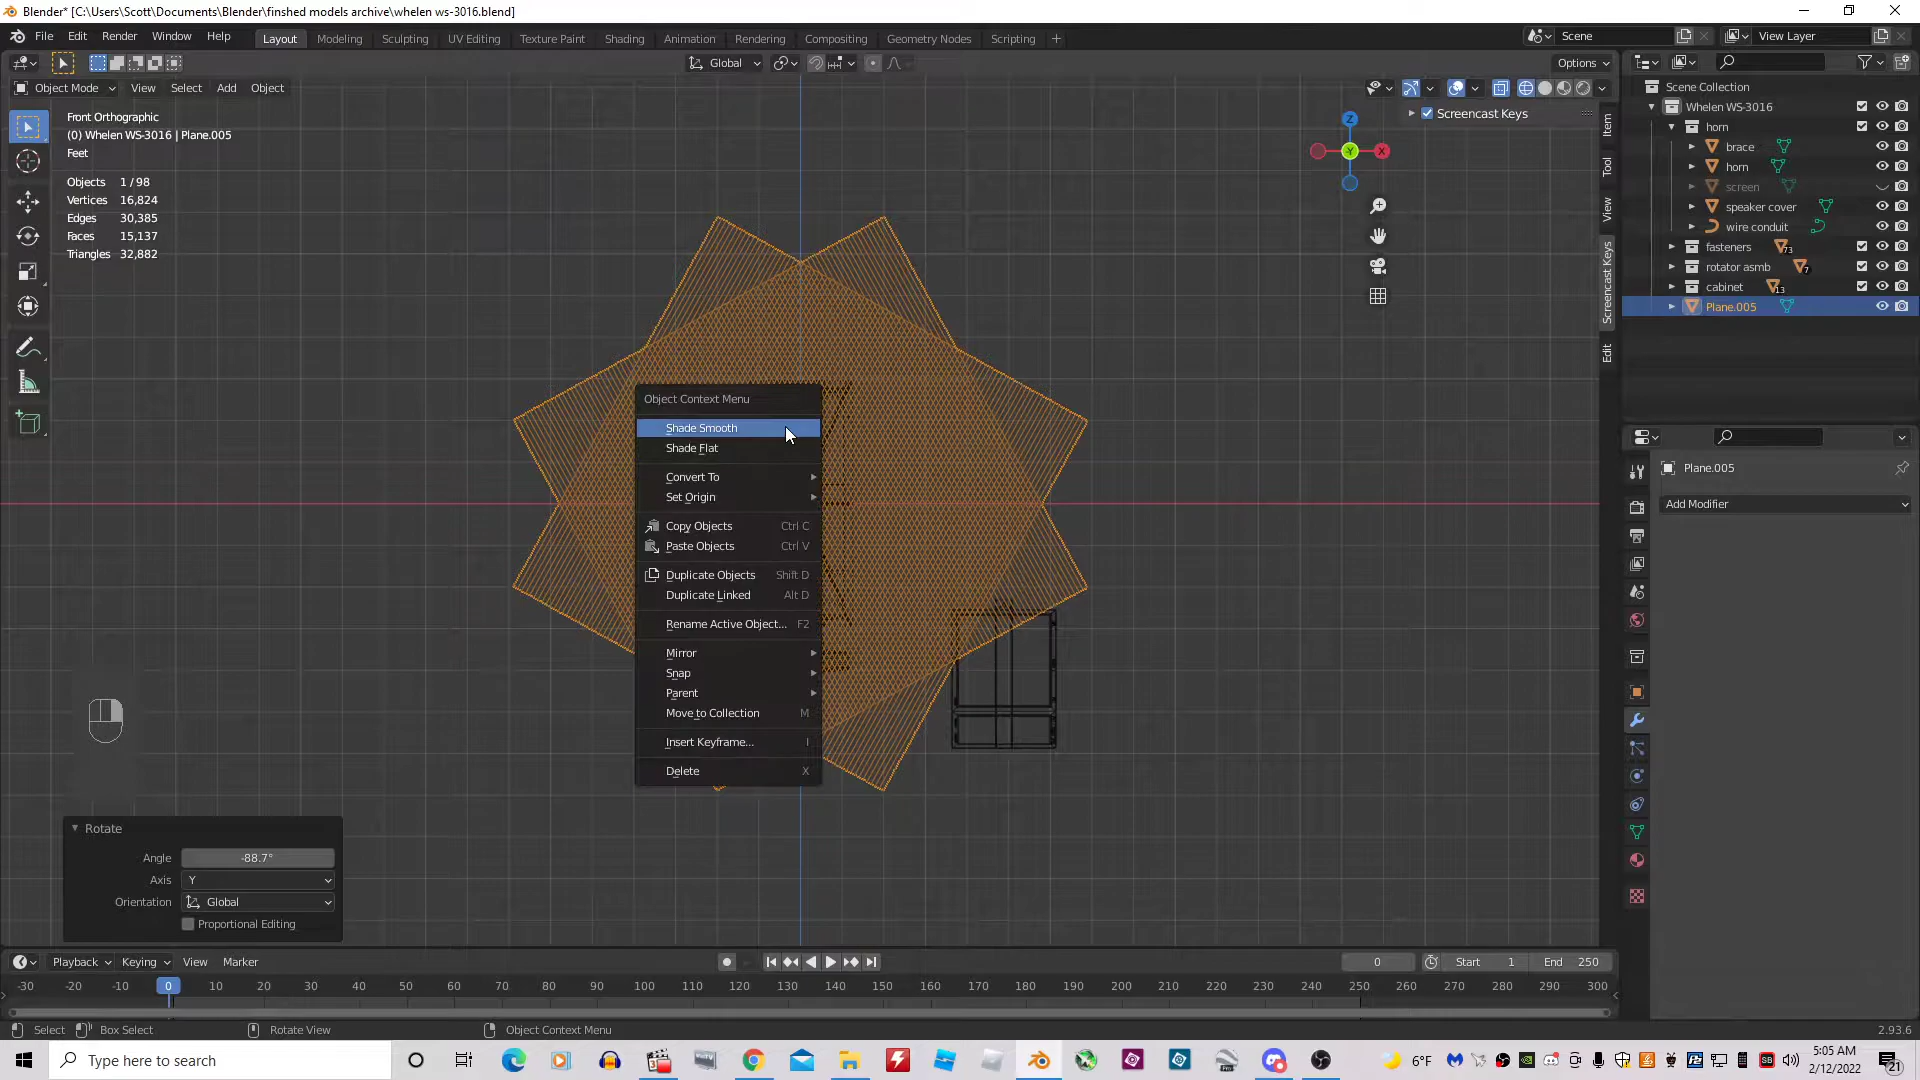 Blender* [C:\Users\Scott\Documents\Blender\finshed models archive\whelen ws-3016.blend]
File Edit Render Window Help Layout Modeling Sculpting UV Editing Texture Paint Shading Animation Rendering Compositing Geometry Nodes Scripting + Scene View Layer
Global Options
Object Mode View Select Add Object
Front Orthographic
(0) Whelen WS-3016 | Plane.005
Feet
Objects 1 / 98
Vertices 16,824
Edges 30,385
Faces 15,137
Triangles 32,882
Object Context Menu
Shade Smooth
Shade Flat
Convert To
Set Origin
Copy Objects Ctrl C
Paste Objects Ctrl V
Duplicate Objects Shift D
Duplicate Linked Alt D
Rename Active Object... F2
Mirror
Snap
Parent
Move to Collection M
Insert Keyframe... I
Delete X
Z
Y
X
Screencast Keys
Item
Tool
View
Screencast Keys
Edit
Scene Collection
Whelen WS-3016
horn
brace
horn
screen
speaker cover
wire conduit
fasteners 73
rotator asmb 7
cabinet 13
Plane.005
Plane.005
Add Modifier
Rotate
Angle -88.7°
Axis Y
Orientation Global
Proportional Editing
Playback Keying View Marker 0 Start 1 End 250
-30 -20 -10 0 10 20 30 40 50 60 70 80 90 100 110 120 130 140 150 160 170 180 190 200 210 220 230 240 250 260 270 280 290 300
Select Box Select Rotate View Object Context Menu 2.93.6
Type here to search
6°F
5:05 AM
2/12/2022
21